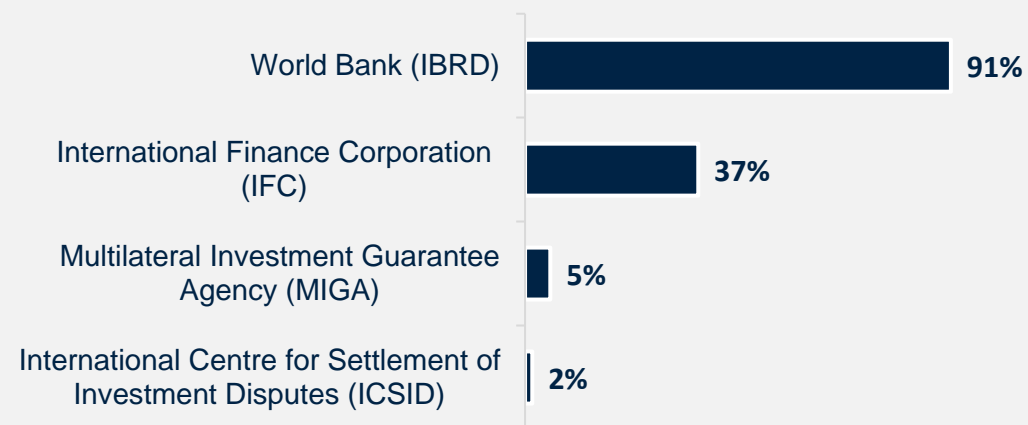 World Bank (IBRD)
91%
International Finance Corporation
(IFC)
37%
Multilateral Investment Guarantee
Agency (MIGA)
5%
International Centre for Settlement of
Investment Disputes (ICSID)
2%